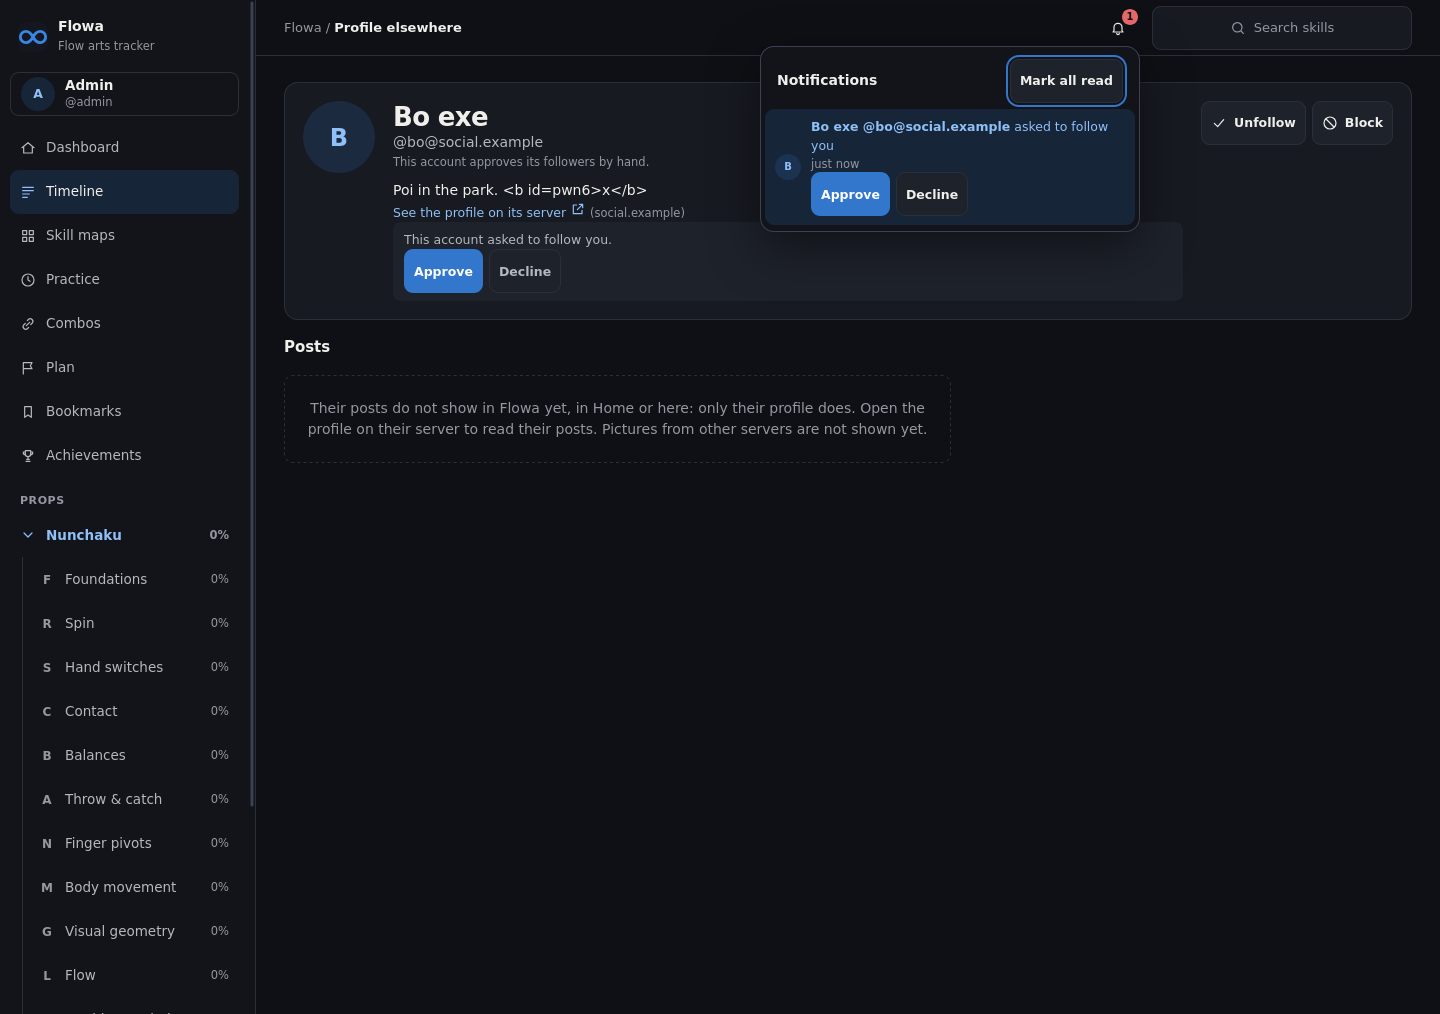 Flowa
Flow arts tracker
A
Admin
@admin
Dashboard
Timeline
Skill maps
Practice
Combos
Plan
Bookmarks
Achievements
PROPS
Nunchaku 0%
F Foundations 0%
R Spin 0%
S Hand switches 0%
C Contact 0%
B Balances 0%
A Throw & catch 0%
N Finger pivots 0%
M Body movement 0%
G Visual geometry 0%
L Flow 0%
Flowa / Profile elsewhere
1
Search skills
Notifications
Mark all read
B
Bo exe @bo@social.example asked to follow
you
just now
Approve Decline
B
Bo exe
@bo@social.example
This account approves its followers by hand.
Poi in the park. <b id=pwn6>x</b>
See the profile on its server (social.example)
This account asked to follow you.
Approve Decline
Unfollow Block
Posts
Their posts do not show in Flowa yet, in Home or here: only their profile does. Open the
profile on their server to read their posts. Pictures from other servers are not shown yet.